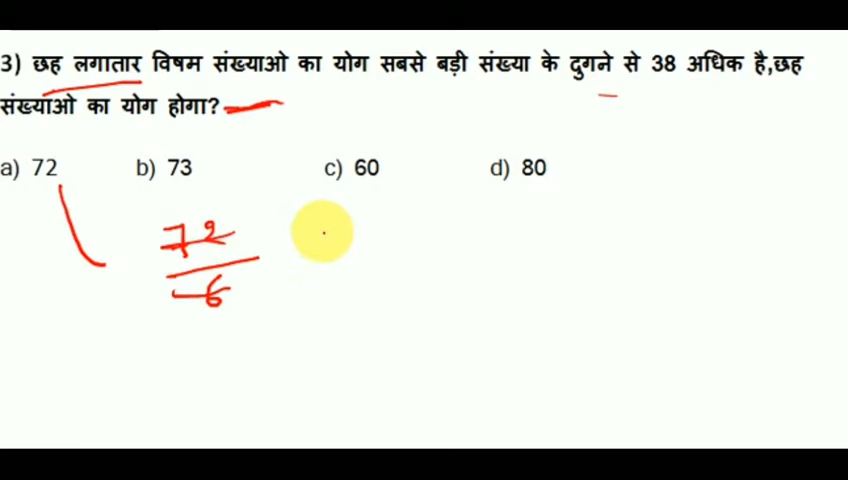 3) छह लगातार विषम संख्याओ का योग सबसे बड़ी संख्या के दुगने से 38 अधिक है,छह
संख्याओ का योग होगा?
a) 72 b) 73 c) 60 d) 80
72
6